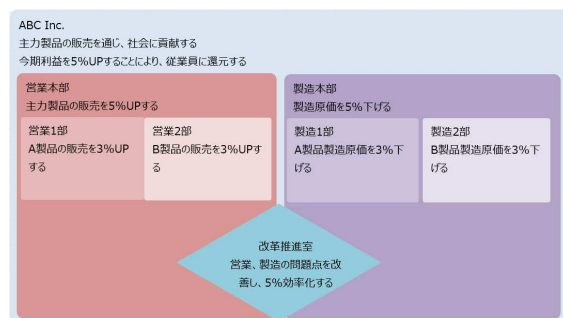 ABC Inc.
主力製品の販売を通じ、社会に貢献する
今期利益を5%UPすることにより、従業員に還元する
営業本部
主力製品の販売を5%UPする
営業1部
A製品の販売を3%UP
する
営業2部
B製品の販売を3%UPす
る
製造本部
製造原価を5%下げる
製造1部
A製品製造原価を3%下
げる
製造2部
B製品製造原価を3%下
げる
改革推進室
営業、製造の問題点を改
善し、5%効率化する